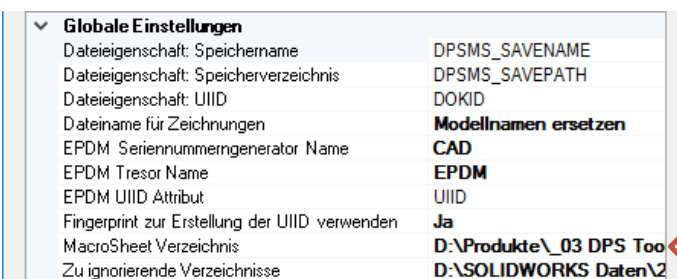 Globale Einstellungen
Dateieigenschaft: Speichername DPSMS_SAVENAME
Dateieigenschaft: Speicherverzeichnis DPSMS_SAVEPATH
Dateieigenschaft: UIID DOKID
Dateiname für Zeichnungen Modellnamen ersetzen
EPDM Seriennummerngenerator Name CAD
EPDM Tresor Name EPDM
EPDM UIID Attribut UIID
Fingerprint zur Erstellung der UIID verwenden Ja
MacroSheet Verzeichnis D:\Produkte\_03 DPS Too
Zu ignorierende Verzeichnisse D:\SOLIDWORKS Daten\2